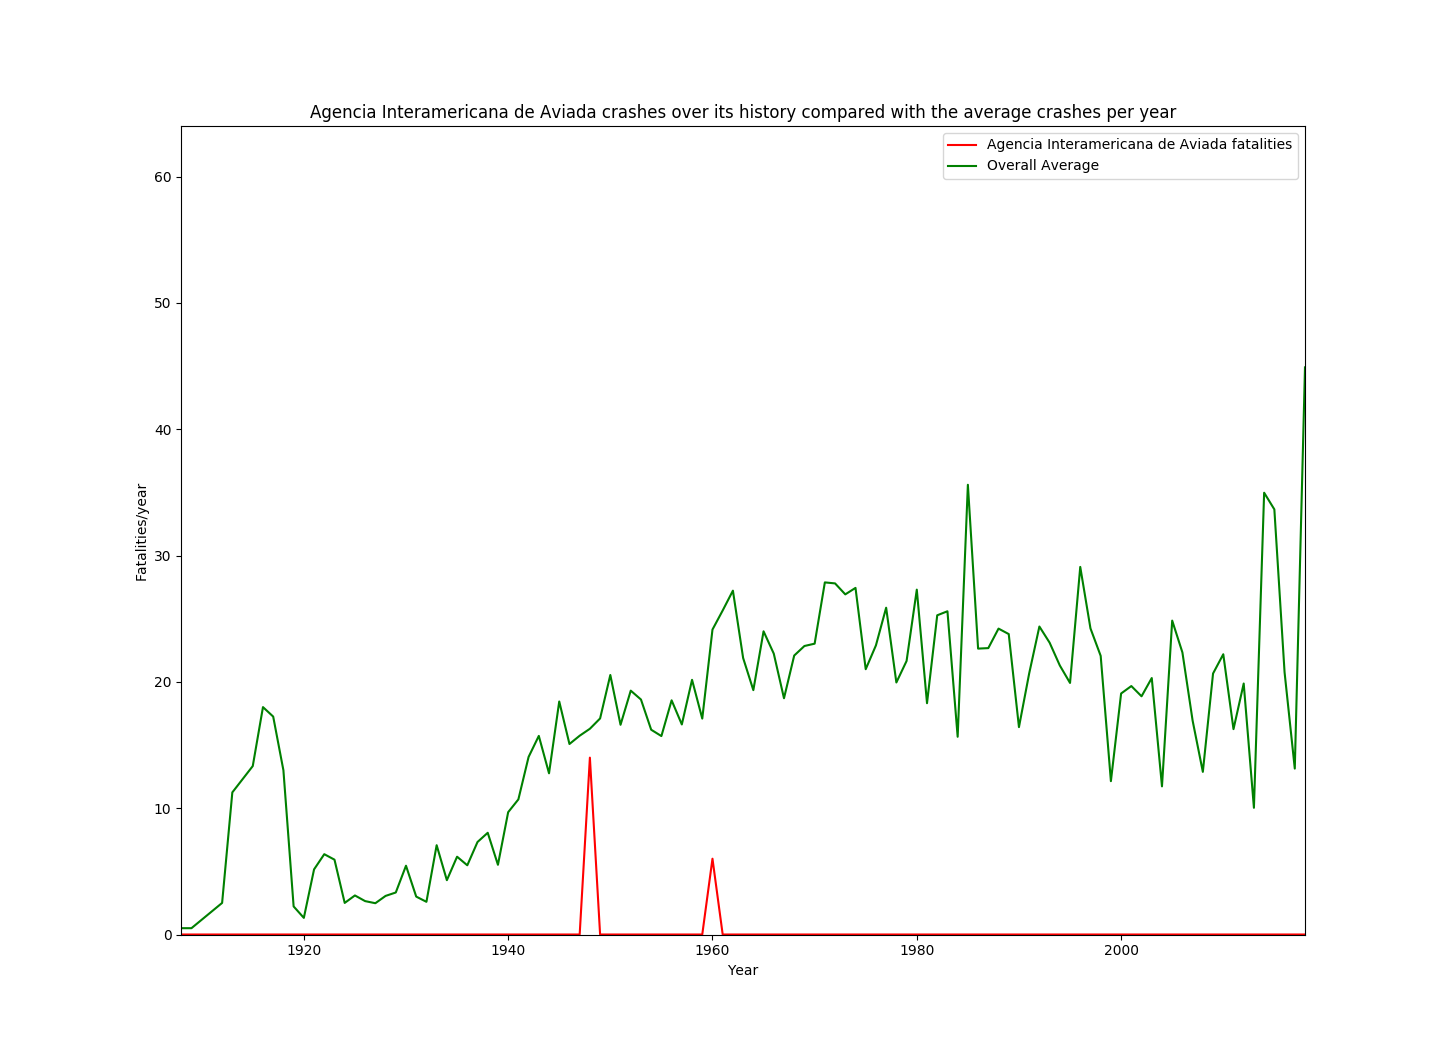 Agencia Interamericana de Aviada crashes over its history compared with the average crashes per year
Agencia Interamericana de Aviada fatalities
Overall Average
60
50
40
30
20
10
0
Fatalities/year
1920 1940 1960 1980 2000
Year